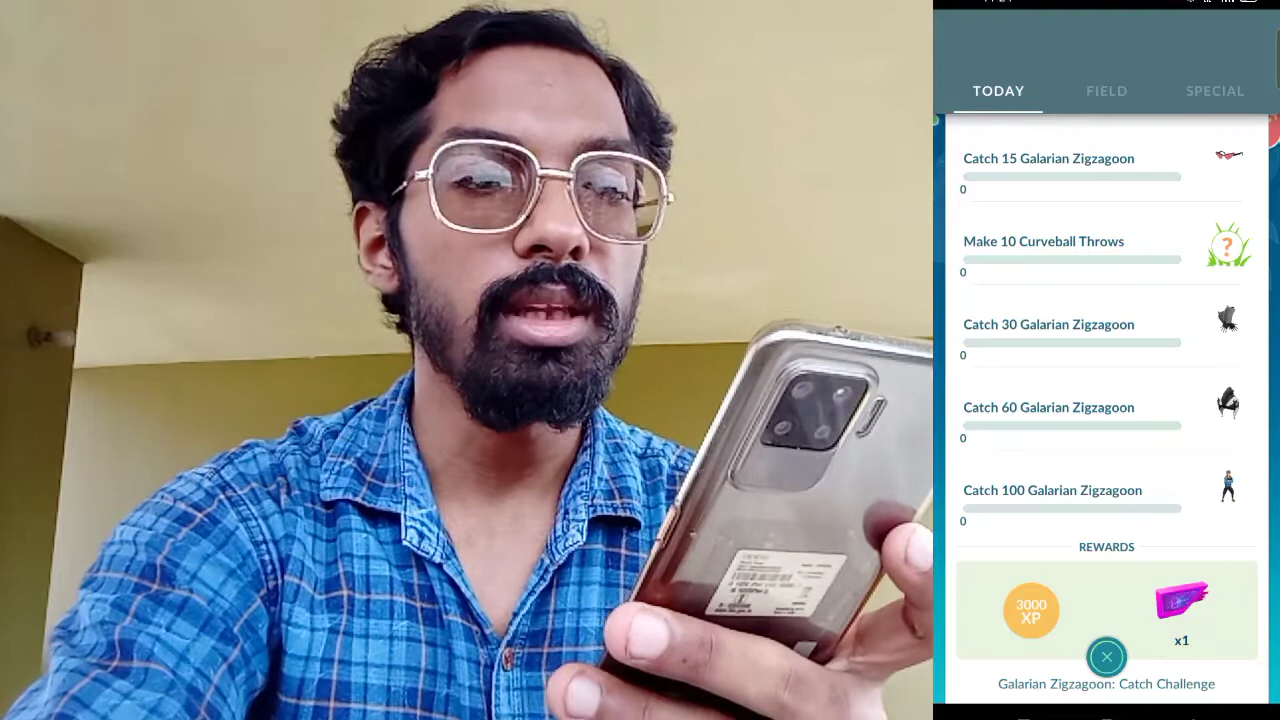 TODAY FIELD SPECIAL
Catch 15 Galarian Zigzagoon
0
Make 10 Curveball Throws
?
0
Catch 30 Galarian Zigzagoon
0
Catch 60 Galarian Zigzagoon
0
Catch 100 Galarian Zigzagoon
0
REWARDS
3000
XP
x1
Galarian Zigzagoon: Catch Challenge